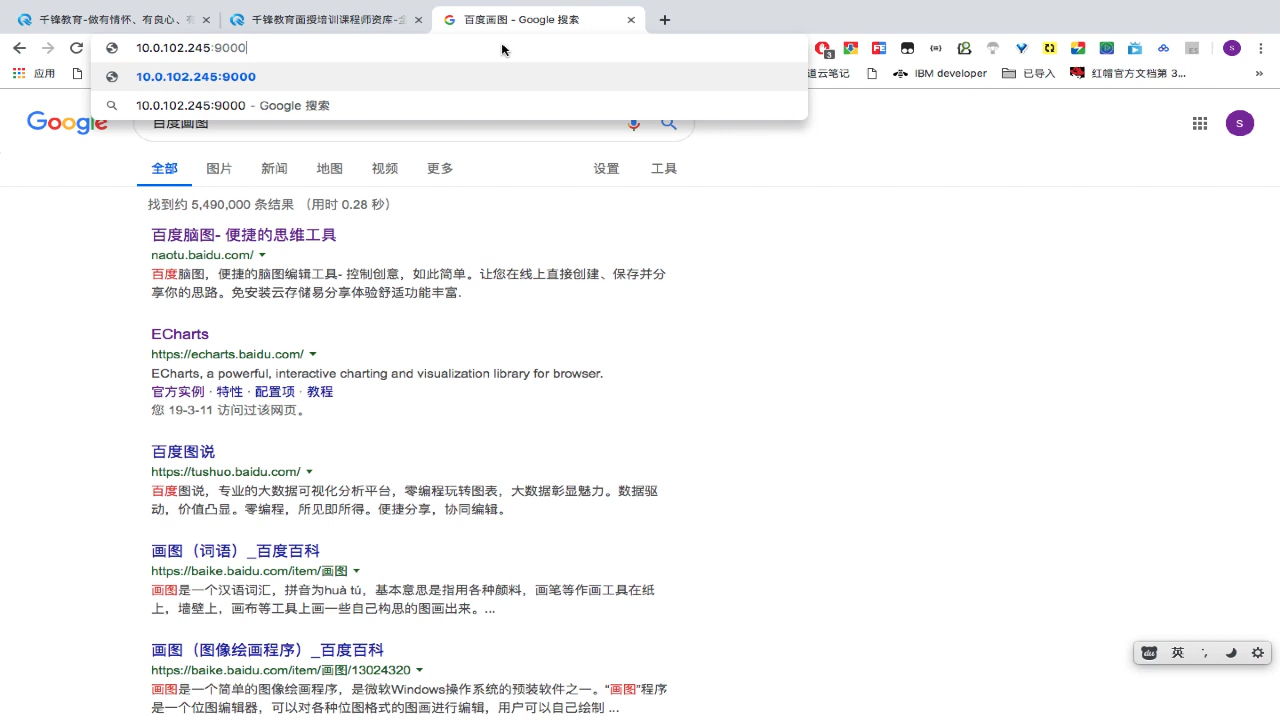 千锋教育-做有情怀、有良心、
千锋教育面授培训课程师资库-
百度画图 - Google 搜索
10.0.102.245:9000
应用
10.0.102.245:9000
道云笔记
IBM developer
已导入
红帽官方文档第 3...
»
10.0.102.245:9000 - Google 搜索
Google
百度画图
S
全部
图片
新闻
地图
视频
更多
设置
工具
找到约 5,490,000 条结果 （用时 0.28 秒）
百度脑图- 便捷的思维工具
naotu.baidu.com/
百度脑图，便捷的脑图编辑工具- 控制创意，如此简单。让您在线上直接创建、保存并分
享你的思路。免安装云存储易分享体验舒适功能丰富.
ECharts
https://echarts.baidu.com/
ECharts, a powerful, interactive charting and visualization library for browser.
官方实例 · 特性 · 配置项 · 教程
您 19-3-11 访问过该网页。
百度图说
https://tushuo.baidu.com/
百度图说，专业的大数据可视化分析平台，零编程玩转图表，大数据彰显魅力。数据驱
动，价值凸显。零编程，所见即所得。便捷分享，协同编辑。
画图（词语）_百度百科
https://baike.baidu.com/item/画图
画图是一个汉语词汇，拼音为huà tú，基本意思是指用各种颜料，画笔等作画工具在纸
上，墙壁上，画布等工具上画一些自己构思的图画出来。...
画图（图像绘画程序）_百度百科
https://baike.baidu.com/item/画图/13024320
画图是一个简单的图像绘画程序，是微软Windows操作系统的预装软件之一。“画图”程序
是一个位图编辑器，可以对各种位图格式的图画进行编辑，用户可以自己绘制 ...
英